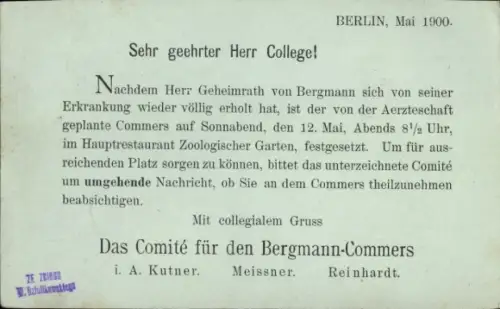 BERLIN, Mai 1900.
Sehr geehrter Herr College!
Nachdem Herr Geheimrath von Bergmann sich von seiner
Erkrankung wieder völlig erholt hat, ist der von der Aerzteschaft
geplante Commers auf Sonnabend, den 12. Mai, Abends 8½ Uhr,
im Hauptrestaurant Zoologischer Garten, festgesetzt. Um für aus-
reichenden Platz sorgen zu können, bittet das unterzeichnete Comité
um umgehende Nachricht, ob Sie an dem Commers theilzunehmen
beabsichtigen.
Mit collegialem Gruss
Das Comité für den Bergmann-Commers
i. A. Kutner. Meissner. Reinhardt.
ZE ZBIORU